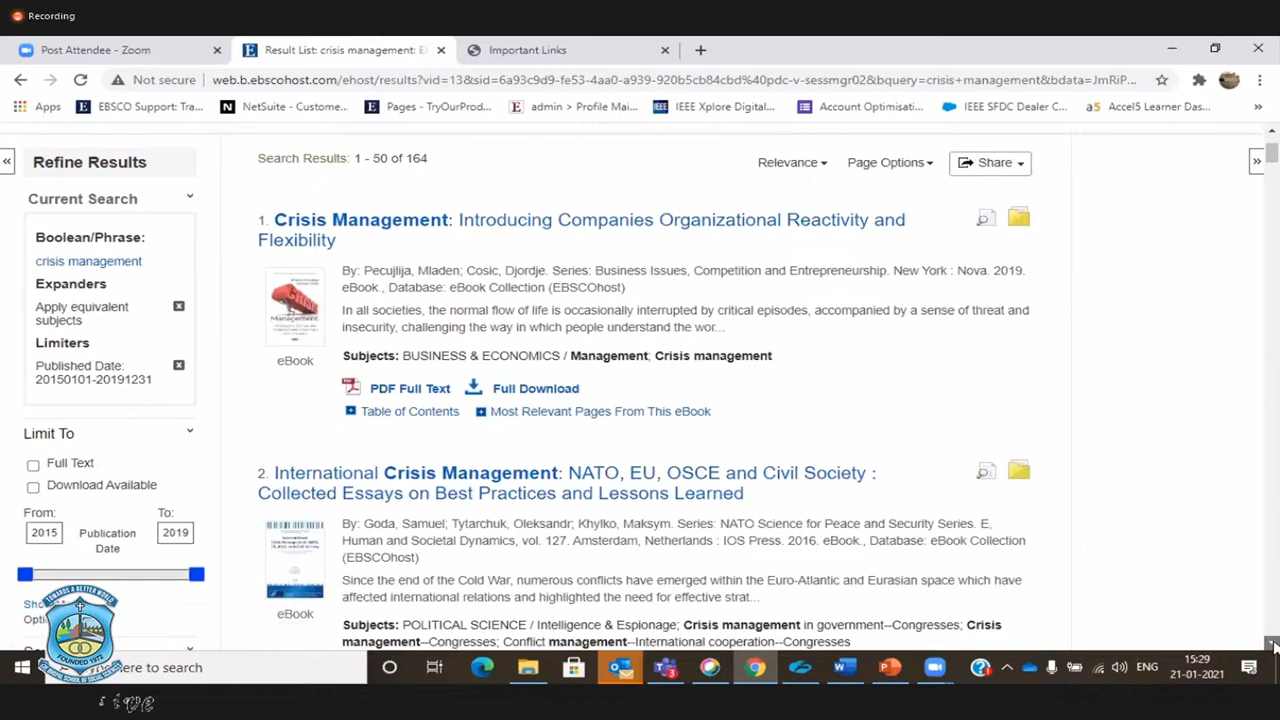 Recording
Post Attendee - Zoom
Result List: crisis management: E
Important Links
Not secure
web.b.ebscohost.com/ehost/results?vid=13&sid=6a93c9d9-fe53-4aa0-a939-920b5cb84cbd%40pdc-v-sessmgr02&bquery=crisis+management&bdata=JmRiP...
Apps
EBSCO Support: Tra...
NetSuite - Custome...
Pages - TryOurProd...
admin > Profile Mai...
IEEE Xplore Digital...
Account Optimisati...
IEEE SFDC Dealer C...
Accel5 Learner Das...
Refine Results
Current Search
Boolean/Phrase:
crisis management
Expanders
Apply equivalent
subjects
Limiters
Published Date:
20150101-20191231
Limit To
Full Text
Download Available
From:
To:
2015
Publication
Date
2019
Search Results: 1 - 50 of 164
Relevance
Page Options
Share
1. Crisis Management: Introducing Companies Organizational Reactivity and
Flexibility
By: Pecujlija, Mladen; Cosic, Djordje. Series: Business Issues, Competition and Entrepreneurship. New York : Nova. 2019.
eBook., Database: eBook Collection (EBSCOhost)
In all societies, the normal flow of life is occasionally interrupted by critical episodes, accompanied by a sense of threat and
insecurity, challenging the way in which people understand the wor...
eBook
Subjects: BUSINESS & ECONOMICS / Management; Crisis management
PDF Full Text
Full Download
Table of Contents
Most Relevant Pages From This eBook
2. International Crisis Management: NATO, EU, OSCE and Civil Society :
Collected Essays on Best Practices and Lessons Learned
By: Goda, Samuel; Tytarchuk, Oleksandr; Khylko, Maksym. Series: NATO Science for Peace and Security Series. E,
Human and Societal Dynamics, vol. 127. Amsterdam, Netherlands : IOS Press. 2016. eBook., Database: eBook Collection
(EBSCOhost)
Since the end of the Cold War, numerous conflicts have emerged within the Euro-Atlantic and Eurasian space which have
affected international relations and highlighted the need for effective strat...
eBook
Subjects: POLITICAL SCIENCE / Intelligence & Espionage; Crisis management in government--Congresses; Crisis
management--Congresses; Conflict management--International cooperation--Congresses
TOWARDS A BETTER WORLD
here to search
ENG
15:29
21-01-2021